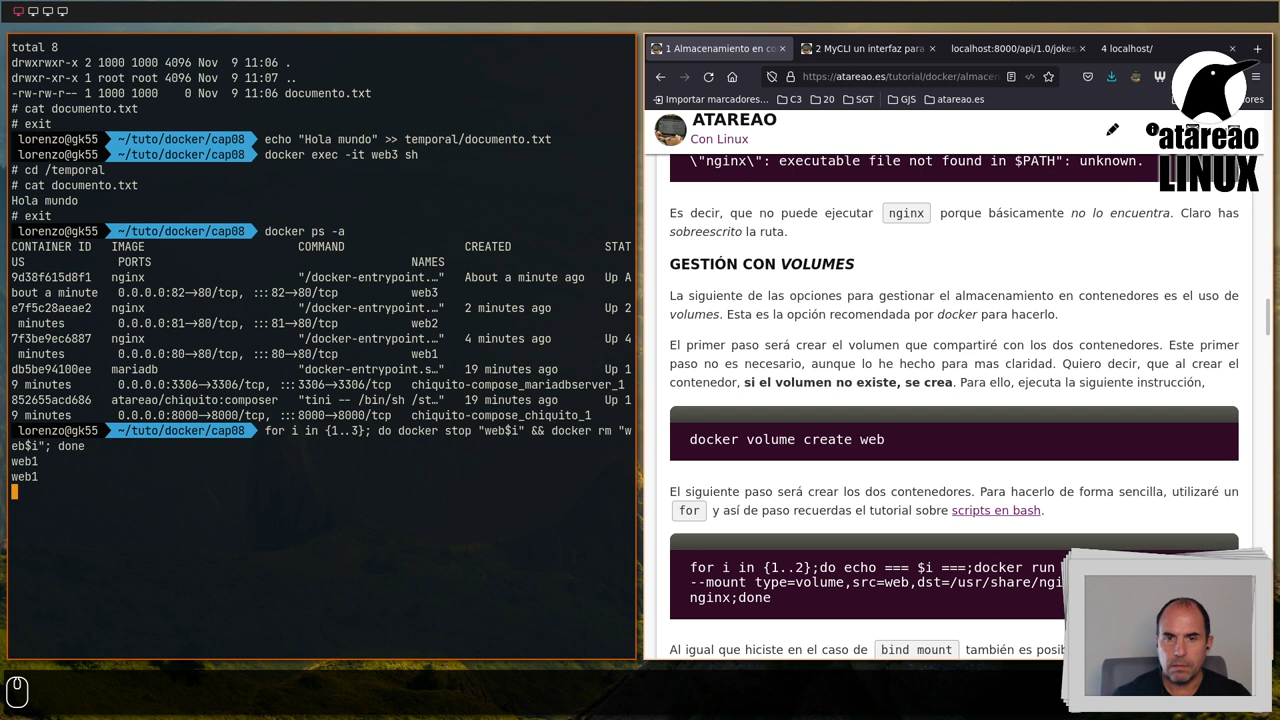 total 8
drwxrwxr-x 2 1000 1000 4096 Nov  9 11:06 .
drwxr-xr-x 1 root root 4096 Nov  9 11:07 ..
-rw-rw-r-- 1 1000 1000    0 Nov  9 11:06 documento.txt
# cat documento.txt
# exit
lorenzo@gk55 ~/tuto/docker/cap08 echo "Hola mundo" >> temporal/documento.txt
lorenzo@gk55 ~/tuto/docker/cap08 docker exec -it web3 sh
# cd /temporal
# cat documento.txt
Hola mundo
# exit
lorenzo@gk55 ~/tuto/docker/cap08 docker ps -a
CONTAINER ID   IMAGE   COMMAND   CREATED   STAT
US   PORTS   NAMES
9d38f615d8f1   nginx   "/docker-entrypoint.…"   About a minute ago   Up A
bout a minute   0.0.0.0:82->80/tcp, :::82->80/tcp   web3
e7f5c28aeae2   nginx   "/docker-entrypoint.…"   2 minutes ago   Up 2
minutes   0.0.0.0:81->80/tcp, :::81->80/tcp   web2
7f3be9ec6887   nginx   "/docker-entrypoint.…"   4 minutes ago   Up 4
minutes   0.0.0.0:80->80/tcp, :::80->80/tcp   web1
db5be94100ee   mariadb   "docker-entrypoint.s…"   19 minutes ago   Up 1
9 minutes   0.0.0.0:3306->3306/tcp, :::3306->3306/tcp   chiquito-compose_mariadbserver_1
852655acd686   atareao/chiquito:composer   "tini -- /bin/sh /st…"   19 minutes ago   Up 1
9 minutes   0.0.0.0:8000->8000/tcp, :::8000->8000/tcp   chiquito-compose_chiquito_1
lorenzo@gk55 ~/tuto/docker/cap08 for i in {1..3}; do docker stop "web$i" && docker rm "w
eb$i"; done
web1
web1
1 Almacenamiento en co
2 MyCLI un interfaz para
localhost:8000/api/1.0/jokes
4 localhost/
https://atareao.es/tutorial/docker/almacen
Importar marcadores... C3 20 SGT GJS atareao.es
ATAREAO
Con Linux
atareao
LINUX
\"nginx\": executable file not found in $PATH": unknown.
Es decir, que no puede ejecutar nginx porque básicamente no lo encuentra. Claro has
sobreescrito la ruta.
GESTIÓN CON VOLUMES
La siguiente de las opciones para gestionar el almacenamiento en contenedores es el uso de
volumes. Esta es la opción recomendada por docker para hacerlo.
El primer paso será crear el volumen que compartiré con los dos contenedores. Este primer
paso no es necesario, aunque lo he hecho para mas claridad. Quiero decir, que al crear el
contenedor, si el volumen no existe, se crea. Para ello, ejecuta la siguiente instrucción,
docker volume create web
El siguiente paso será crear los dos contenedores. Para hacerlo de forma sencilla, utilizaré un
for y así de paso recuerdas el tutorial sobre scripts en bash.
for i in {1..2};do echo === $i ===;docker run
--mount type=volume,src=web,dst=/usr/share/ngi
nginx;done
Al igual que hiciste en el caso de bind mount también es posib